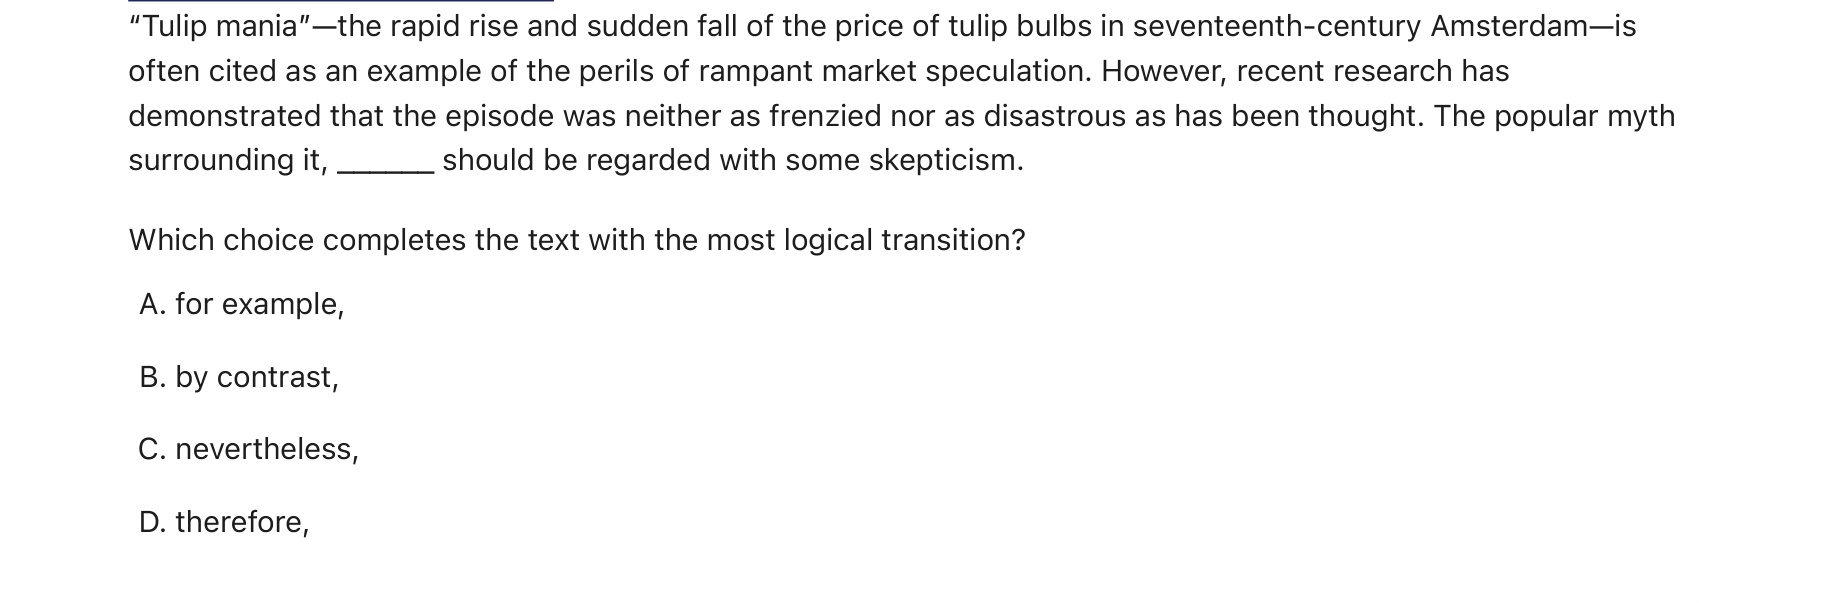 “Tulip mania”—the rapid rise and sudden fall of the price of tulip bulbs in seventeenth-century Amsterdam—is
often cited as an example of the perils of rampant market speculation. However, recent research has
demonstrated that the episode was neither as frenzied nor as disastrous as has been thought. The popular myth
surrounding it, ______ should be regarded with some skepticism.
Which choice completes the text with the most logical transition?
A. for example,
B. by contrast,
C. nevertheless,
D. therefore,